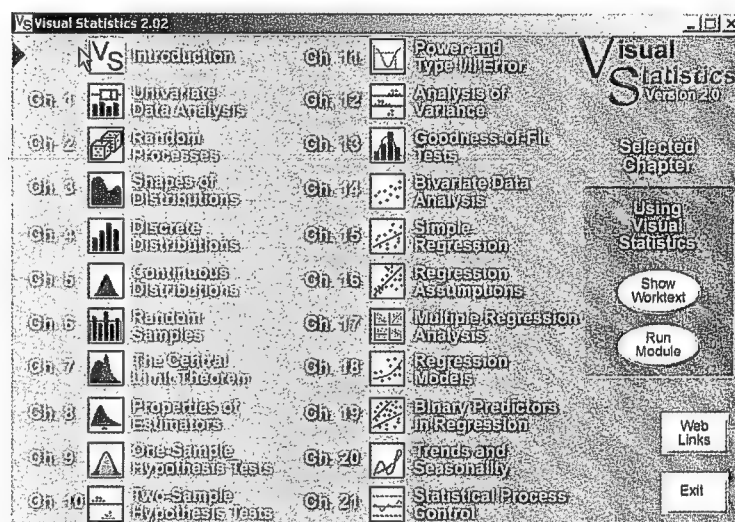 VS Visual Statistics 2.02
VS Introduction
Ch. 1 Univariate
Data Analysis
Ch. 2 Random
Processes
Ch. 3 Shapes of
Distributions
Ch. 4 Discrete
Distributions
Ch. 5 Continuous
Distributions
Ch. 6 Random
Samples
Ch. 7 The Central
Limit Theorem
Ch. 8 Properties of
Estimators
Ch. 9 One-Sample
Hypothesis Tests
Ch. 10 Two-Sample
Hypothesis Tests
Ch. 11 Power and
Type I/II Error
Ch. 12 Analysis of
Variance
Ch. 13 Goodness-of-Fit
Tests
Ch. 14 Bivariate Data
Analysis
Ch. 15 Simple
Regression
Ch. 16 Regression
Assumptions
Ch. 17 Multiple Regression
Analysis
Ch. 18 Regression
Models
Ch. 19 Binary Predictors
in Regression
Ch. 20 Trends and
Seasonality
Ch. 21 Statistical Process
Control
Visual
Statistics
Version 2.0
Selected
Chapter
Using
Visual
Statistics
Show
Worktext
Run
Module
Web
Links
Exit